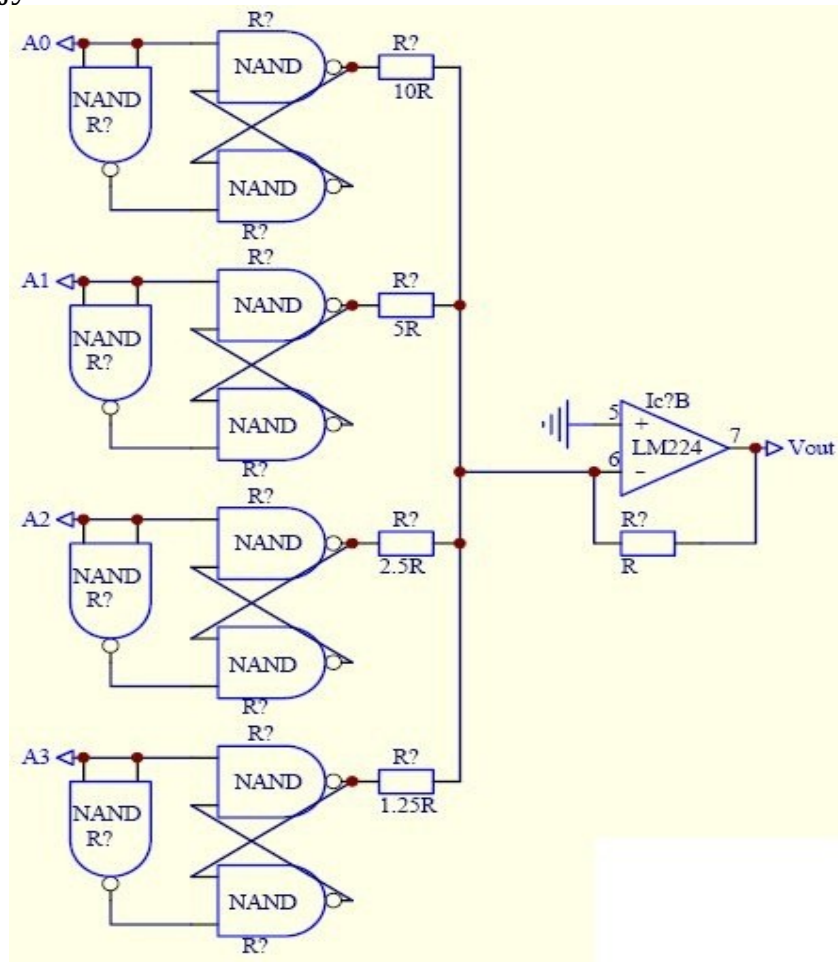 R?
A0
NAND
R?
10R
NAND
R?
NAND
R?
R?
A1
NAND
R?
5R
NAND
R?
NAND
R?
Ic?B
5
+
LM224
7
Vout
6
-
R?
A2
NAND
R?
2.5R
R?
R
NAND
R?
NAND
R?
R?
A3
NAND
R?
1.25R
NAND
R?
NAND
R?